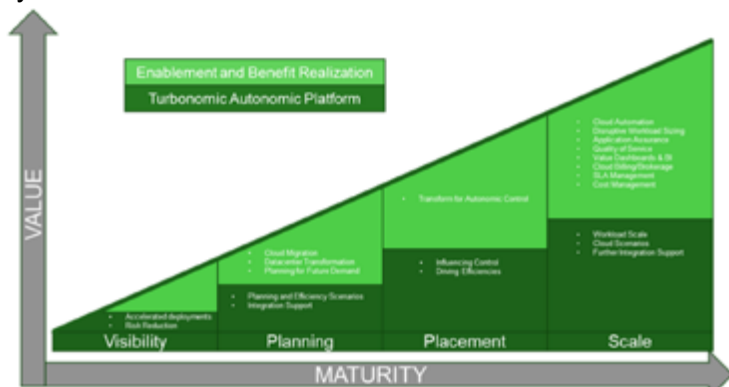 Enablement and Benefit Realization
Turbonomic Autonomic Platform
VALUE
• Cloud Automation
• Disruptive Workload Sizing
• Application Assurance
• Quality of Service
• Value Dashboards & BI
• Cloud Billing/Brokerage
• SLA Management
• Cost Management
• Transform for Autonomic Control
• Cloud Migration
• Datacenter Transformation
• Planning for Future Demand
• Workload Scale
• Cloud Scenarios
• Further Integration Support
• Influencing Control
• Driving Efficiencies
• Planning and Efficiency Scenarios
• Integration Support
• Accelerated deployments
• Risk Reduction
Visibility
Planning
Placement
Scale
MATURITY